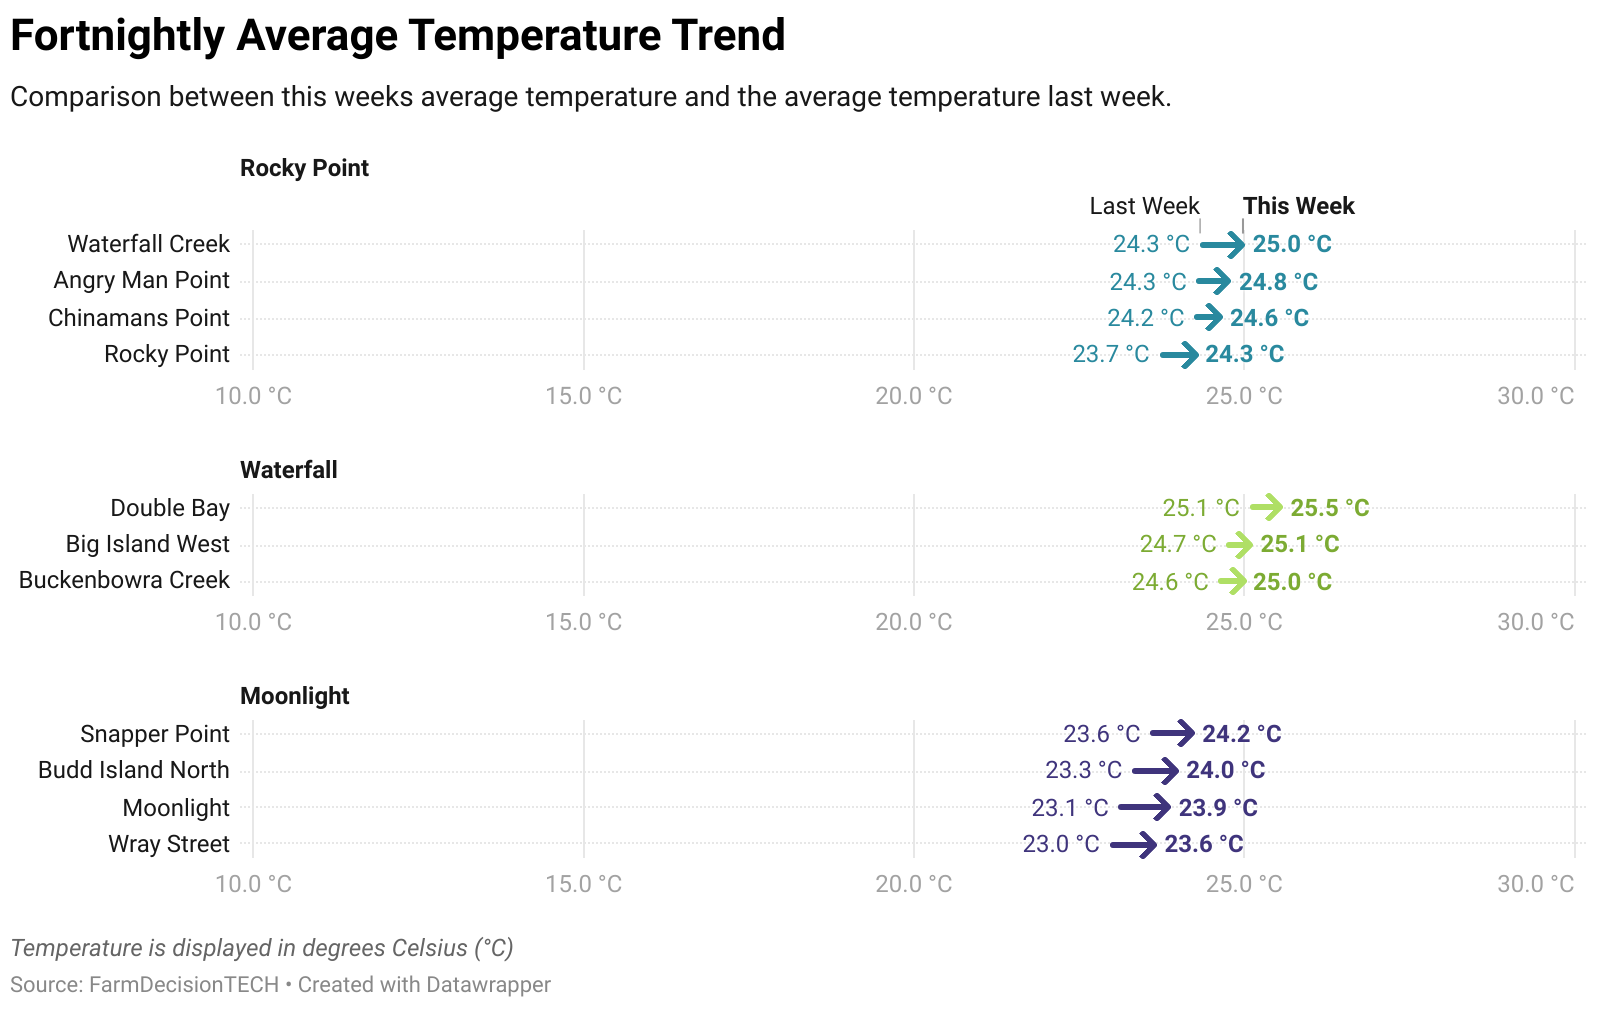 Fortnightly Average Temperature Trend
Comparison between this weeks average temperature and the average temperature last week.
Rocky Point
Last Week This Week
Waterfall Creek 24.3 °C 25.0 °C
Angry Man Point 24.3 °C 24.8 °C
Chinamans Point 24.2 °C 24.6 °C
Rocky Point 23.7 °C 24.3 °C
10.0 °C 15.0 °C 20.0 °C 25.0 °C 30.0 °C
Waterfall
Double Bay 25.1 °C 25.5 °C
Big Island West 24.7 °C 25.1 °C
Buckenbowra Creek 24.6 °C 25.0 °C
10.0 °C 15.0 °C 20.0 °C 25.0 °C 30.0 °C
Moonlight
Snapper Point 23.6 °C 24.2 °C
Budd Island North 23.3 °C 24.0 °C
Moonlight 23.1 °C 23.9 °C
Wray Street 23.0 °C 23.6 °C
10.0 °C 15.0 °C 20.0 °C 25.0 °C 30.0 °C
Temperature is displayed in degrees Celsius (°C)
Source: FarmDecisionTECH • Created with Datawrapper